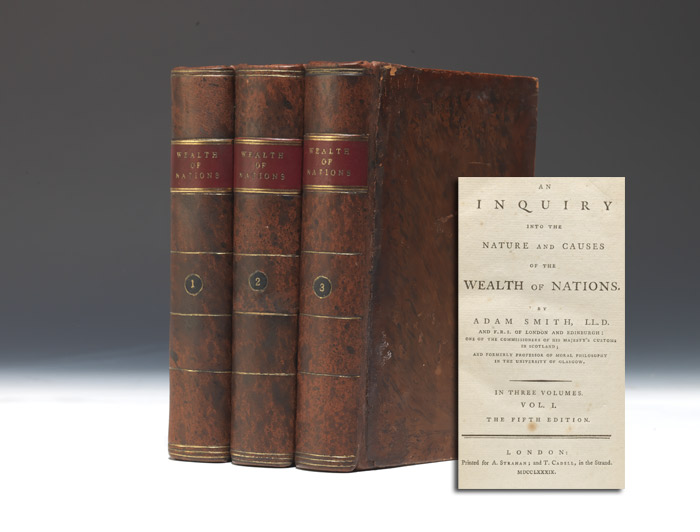 WEALTH
OF
NATIONS
1
WEALTH
OF
NATIONS
2
WEALTH
OF
NATIONS
3
AN
INQUIRY
INTO THE
NATURE AND CAUSES
OF THE
WEALTH OF NATIONS.
BY
ADAM SMITH, LL.D.
AND F.R.S. OF LONDON AND EDINBURGH:
ONE OF THE COMMISSIONERS OF HIS MAJESTY'S CUSTOMS
IN SCOTLAND;
AND FORMERLY PROFESSOR OF MORAL PHILOSOPHY
IN THE UNIVERSITY OF GLASGOW.
IN THREE VOLUMES.
VOL. I.
THE FIFTH EDITION.
LONDON:
Printed for A. STRAHAN; and T. CADELL, in the Strand.
MDCCLXXXIX.